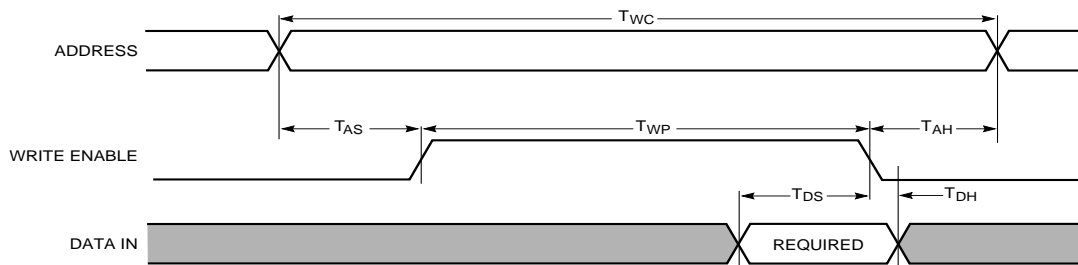 TWC
ADDRESS
TAS
TWP
TAH
WRITE ENABLE
TDS
TDH
DATA IN
REQUIRED